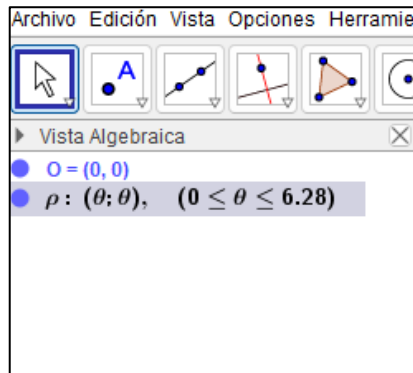 Archivo Edición Vista Opciones Herramie
A
Vista Algebraica
O = (0, 0)
ρ : (θ; θ), (0 ≤ θ ≤ 6.28)